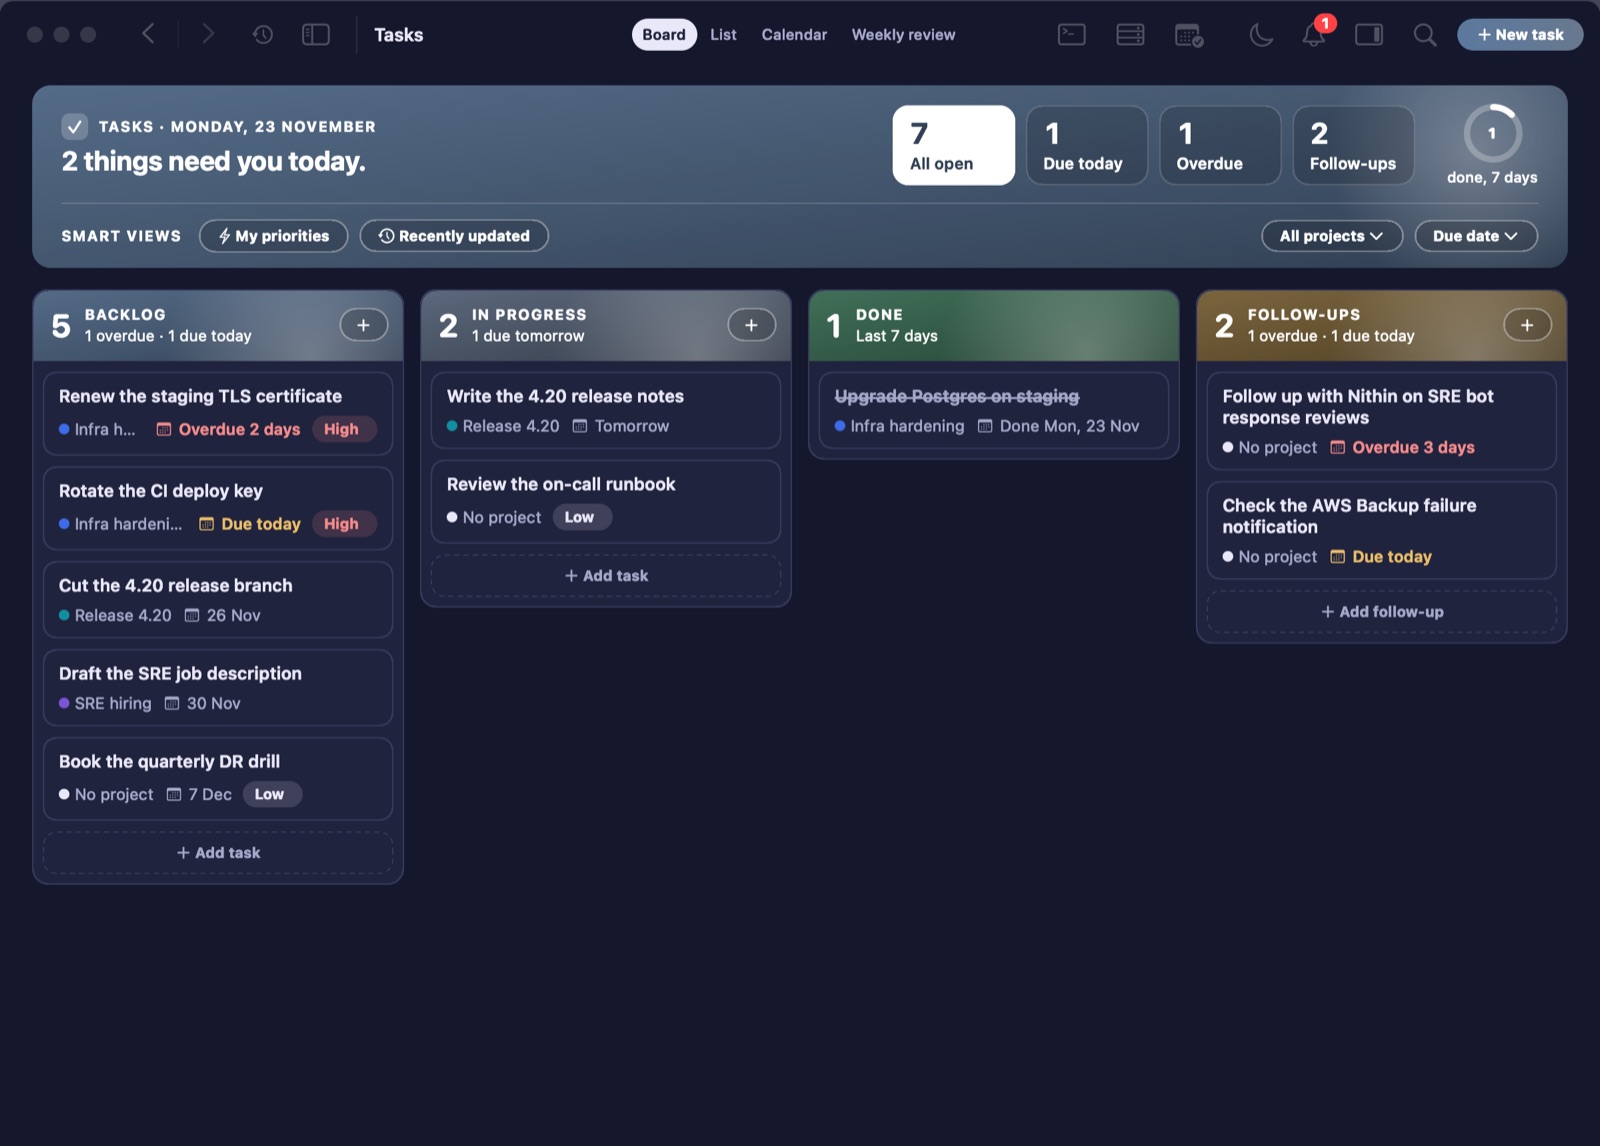 Tasks
Board
List
Calendar
Weekly review
1
+ New task
TASKS · MONDAY, 23 NOVEMBER
2 things need you today.
7
All open
1
Due today
1
Overdue
2
Follow-ups
1
done, 7 days
SMART VIEWS
My priorities
Recently updated
All projects
Due date
5
BACKLOG
1 overdue · 1 due today
+
Renew the staging TLS certificate
Infra h... Overdue 2 days High
Rotate the CI deploy key
Infra hardeni... Due today High
Cut the 4.20 release branch
Release 4.20 26 Nov
Draft the SRE job description
SRE hiring 30 Nov
Book the quarterly DR drill
No project 7 Dec Low
+ Add task
2
IN PROGRESS
1 due tomorrow
+
Write the 4.20 release notes
Release 4.20 Tomorrow
Review the on-call runbook
No project Low
+ Add task
1
DONE
Last 7 days
Upgrade Postgres on staging
Infra hardening Done Mon, 23 Nov
2
FOLLOW-UPS
1 overdue · 1 due today
+
Follow up with Nithin on SRE bot
response reviews
No project Overdue 3 days
Check the AWS Backup failure
notification
No project Due today
+ Add follow-up